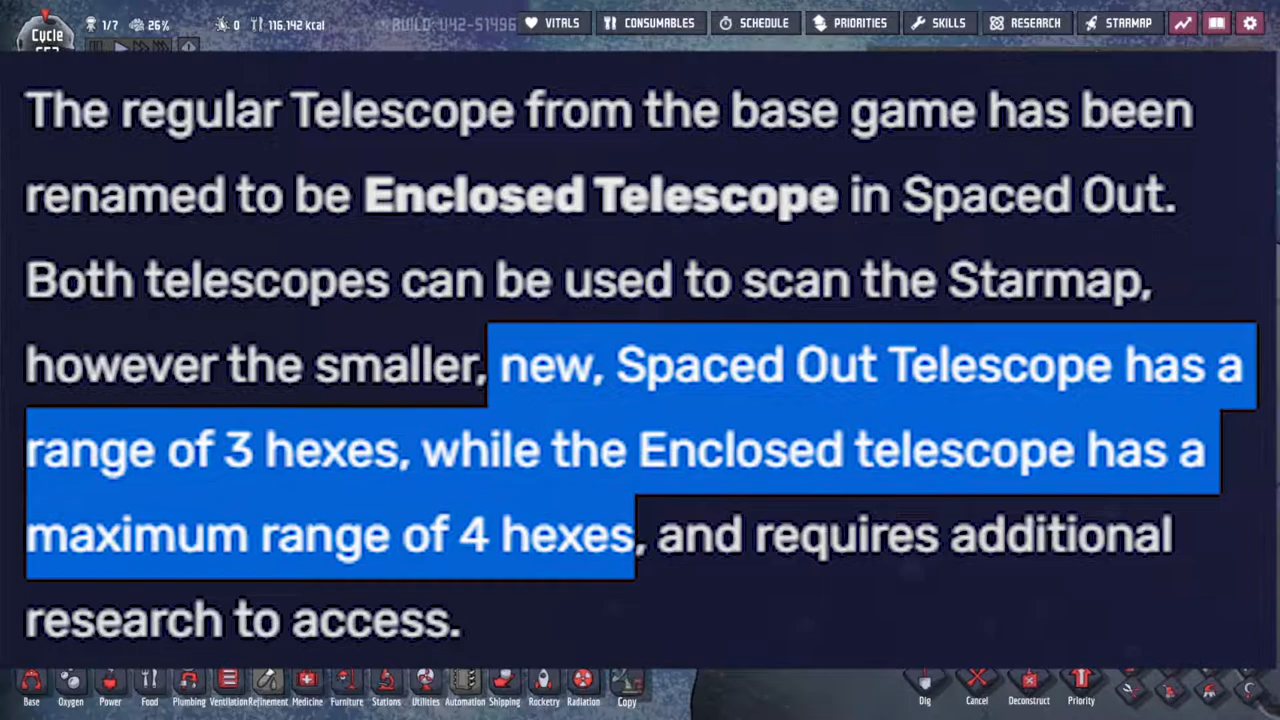 1/7 26% 0 116,142 kcal BUILD: U42-51496 VITALS CONSUMABLES SCHEDULE PRIORITIES SKILLS RESEARCH STARMAP
Cycle
The regular Telescope from the base game has been
renamed to be Enclosed Telescope in Spaced Out.
Both telescopes can be used to scan the Starmap,
however the smaller, new, Spaced Out Telescope has a
range of 3 hexes, while the Enclosed telescope has a
maximum range of 4 hexes, and requires additional
research to access.
Base Oxygen Power Food Plumbing Ventilation Refinement Medicine Furniture Stations Utilities Automation Shipping Rocketry Radiation Copy Dig Cancel Deconstruct Priority